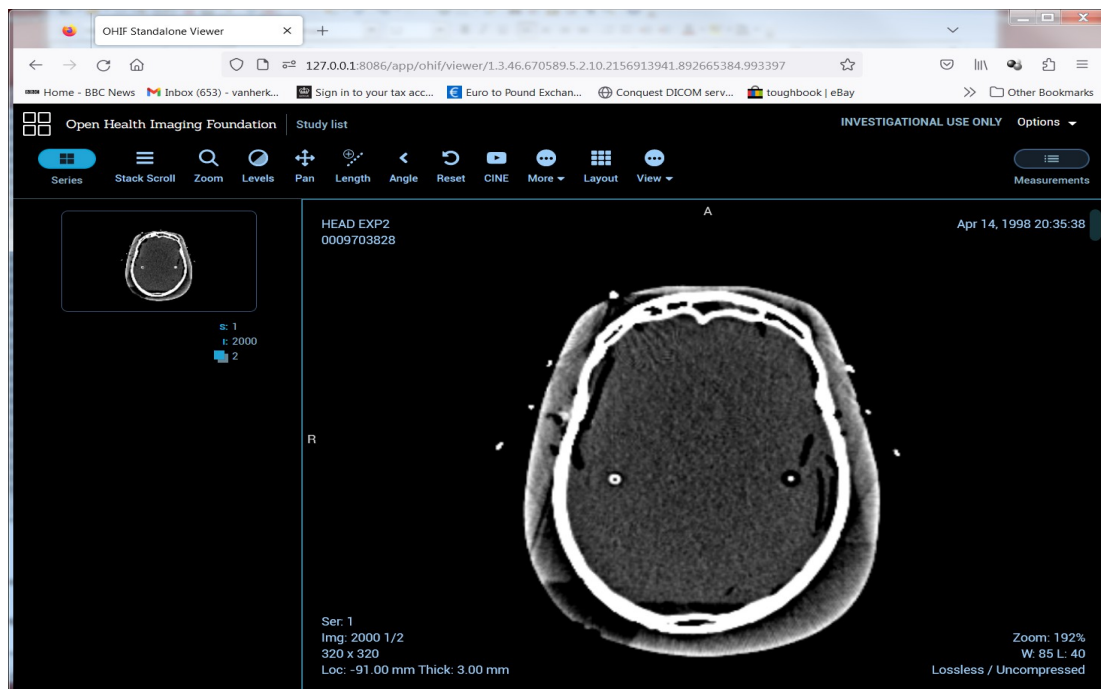 OHIF Standalone Viewer
127.0.0.1:8086/app/ohif/viewer/1.3.46.670589.5.2.10.2156913941.892665384.993397
Home - BBC News Inbox (653) - vanherk... Sign in to your tax acc... Euro to Pound Exchan... Conquest DICOM serv... toughbook | eBay Other Bookmarks
Open Health Imaging Foundation Study list INVESTIGATIONAL USE ONLY Options
Series Stack Scroll Zoom Levels Pan Length Angle Reset CINE More Layout View Measurements
A
HEAD EXP2 Apr 14, 1998 20:35:38
0009703828
S: 1
I: 2000
2
R
Ser: 1
Img: 2000 1/2 Zoom: 192%
320 x 320 W: 85 L: 40
Loc: -91.00 mm Thick: 3.00 mm Lossless / Uncompressed